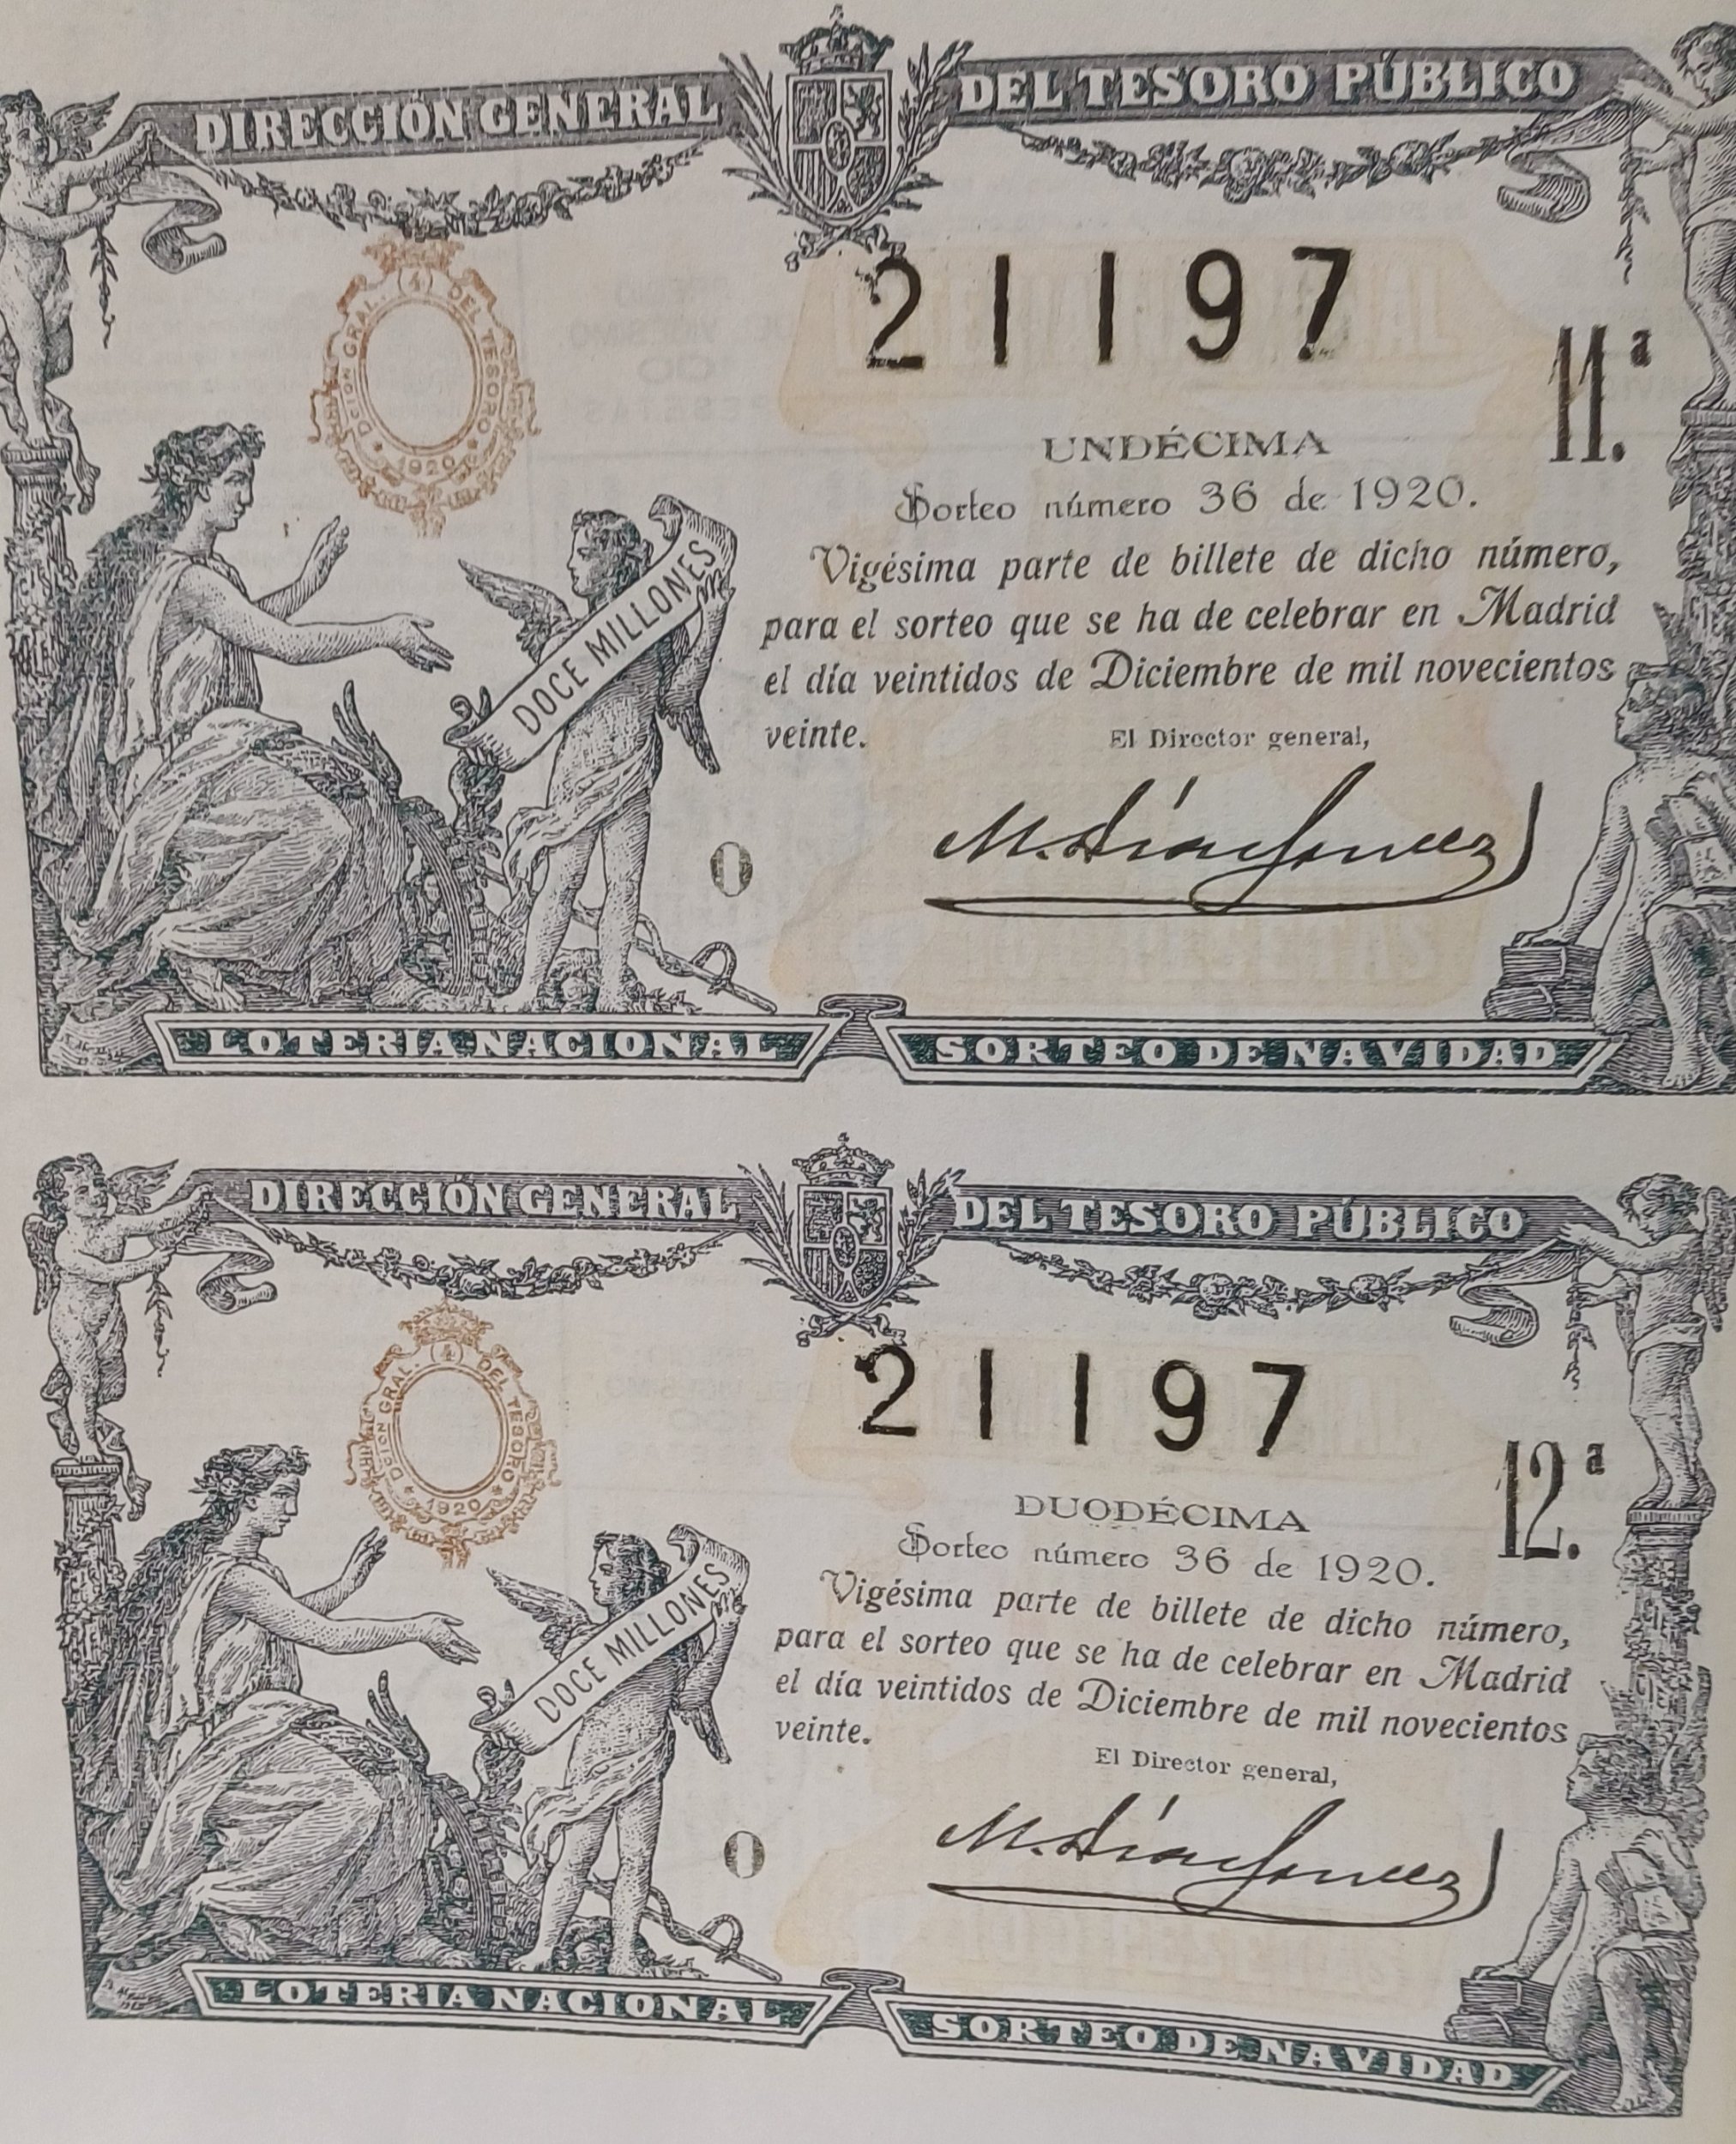 DIRECCIÓN GENERAL DEL TESORO PÚBLICO
DCIÓN GRAL. (4) DEL TESORO
1920
21197
11.ª
UNDÉCIMA
Sorteo número 36 de 1920.
Vigésima parte de billete de dicho número,
para el sorteo que se ha de celebrar en Madrid
el día veintidos de Diciembre de mil novecientos
veinte.
El Director general,
DOCE MILLONES
0
LOTERIA NACIONAL SORTEO DE NAVIDAD
DIRECCIÓN GENERAL DEL TESORO PÚBLICO
DCIÓN GRAL. (4) DEL TESORO
1920
21197
12.ª
DUODÉCIMA
Sorteo número 36 de 1920.
Vigésima parte de billete de dicho número,
para el sorteo que se ha de celebrar en Madrid
el día veintidos de Diciembre de mil novecientos
veinte.
El Director general,
DOCE MILLONES
0
LOTERIA NACIONAL SORTEO DE NAVIDAD